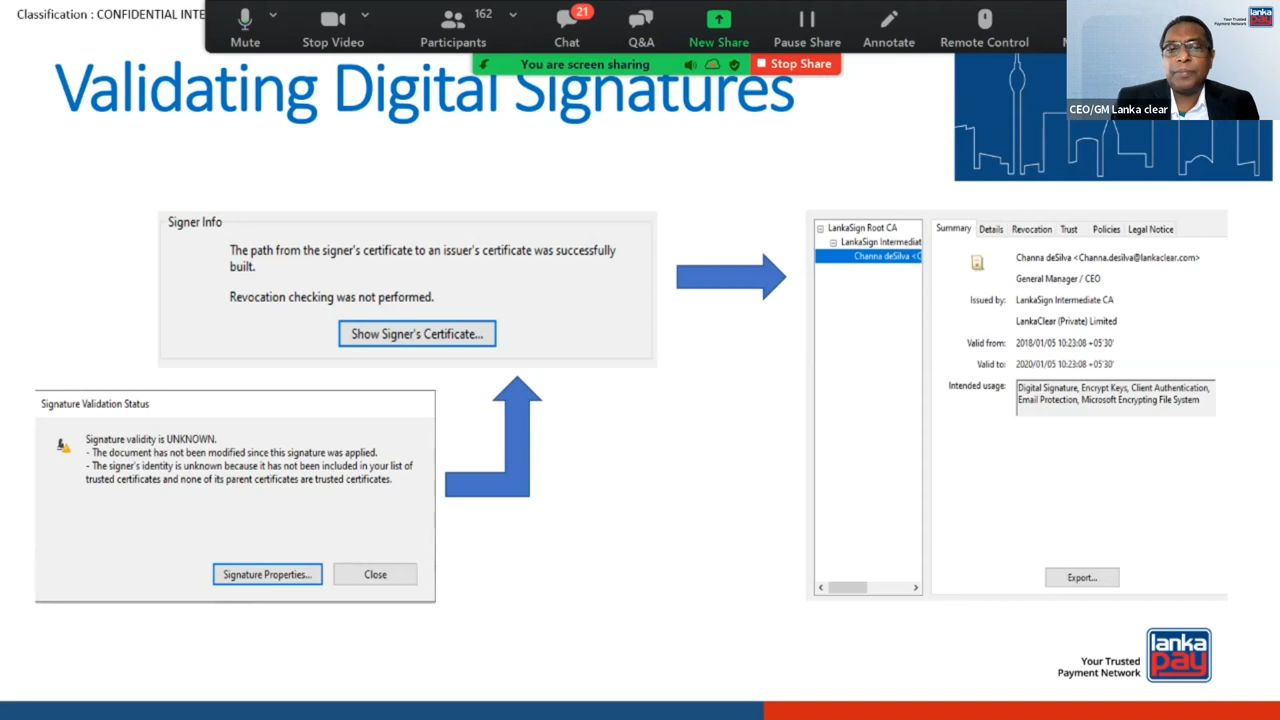 Classification : CONFIDENTIAL INTE
Mute
Stop Video
162
Participants
21
Chat
Q&A
New Share
Pause Share
Annotate
Remote Control
You are screen sharing
Stop Share
Your Trusted
Payment Network
lanka
pay
CEO/GM Lanka clear
Validating Digital Signatures
Signer Info
The path from the signer's certificate to an issuer's certificate was successfully
built.
Revocation checking was not performed.
Show Signer's Certificate...
Signature Validation Status
Signature validity is UNKNOWN.
- The document has not been modified since this signature was applied.
- The signer's identity is unknown because it has not been included in your list of
trusted certificates and none of its parent certificates are trusted certificates.
Signature Properties...
Close
LankaSign Root CA
LankaSign Intermediat
Channa deSilva <C
Summary Details Revocation Trust Policies Legal Notice
Channa deSilva <Channa.desilva@lankaclear.com>
General Manager / CEO
Issued by: LankaSign Intermediate CA
LankaClear (Private) Limited
Valid from: 2018/01/05 10:23:08 +05'30'
Valid to: 2020/01/05 10:23:08 +05'30'
Intended usage: Digital Signature, Encrypt Keys, Client Authentication,
Email Protection, Microsoft Encrypting File System
Export...
Your Trusted
Payment Network
lanka
pay